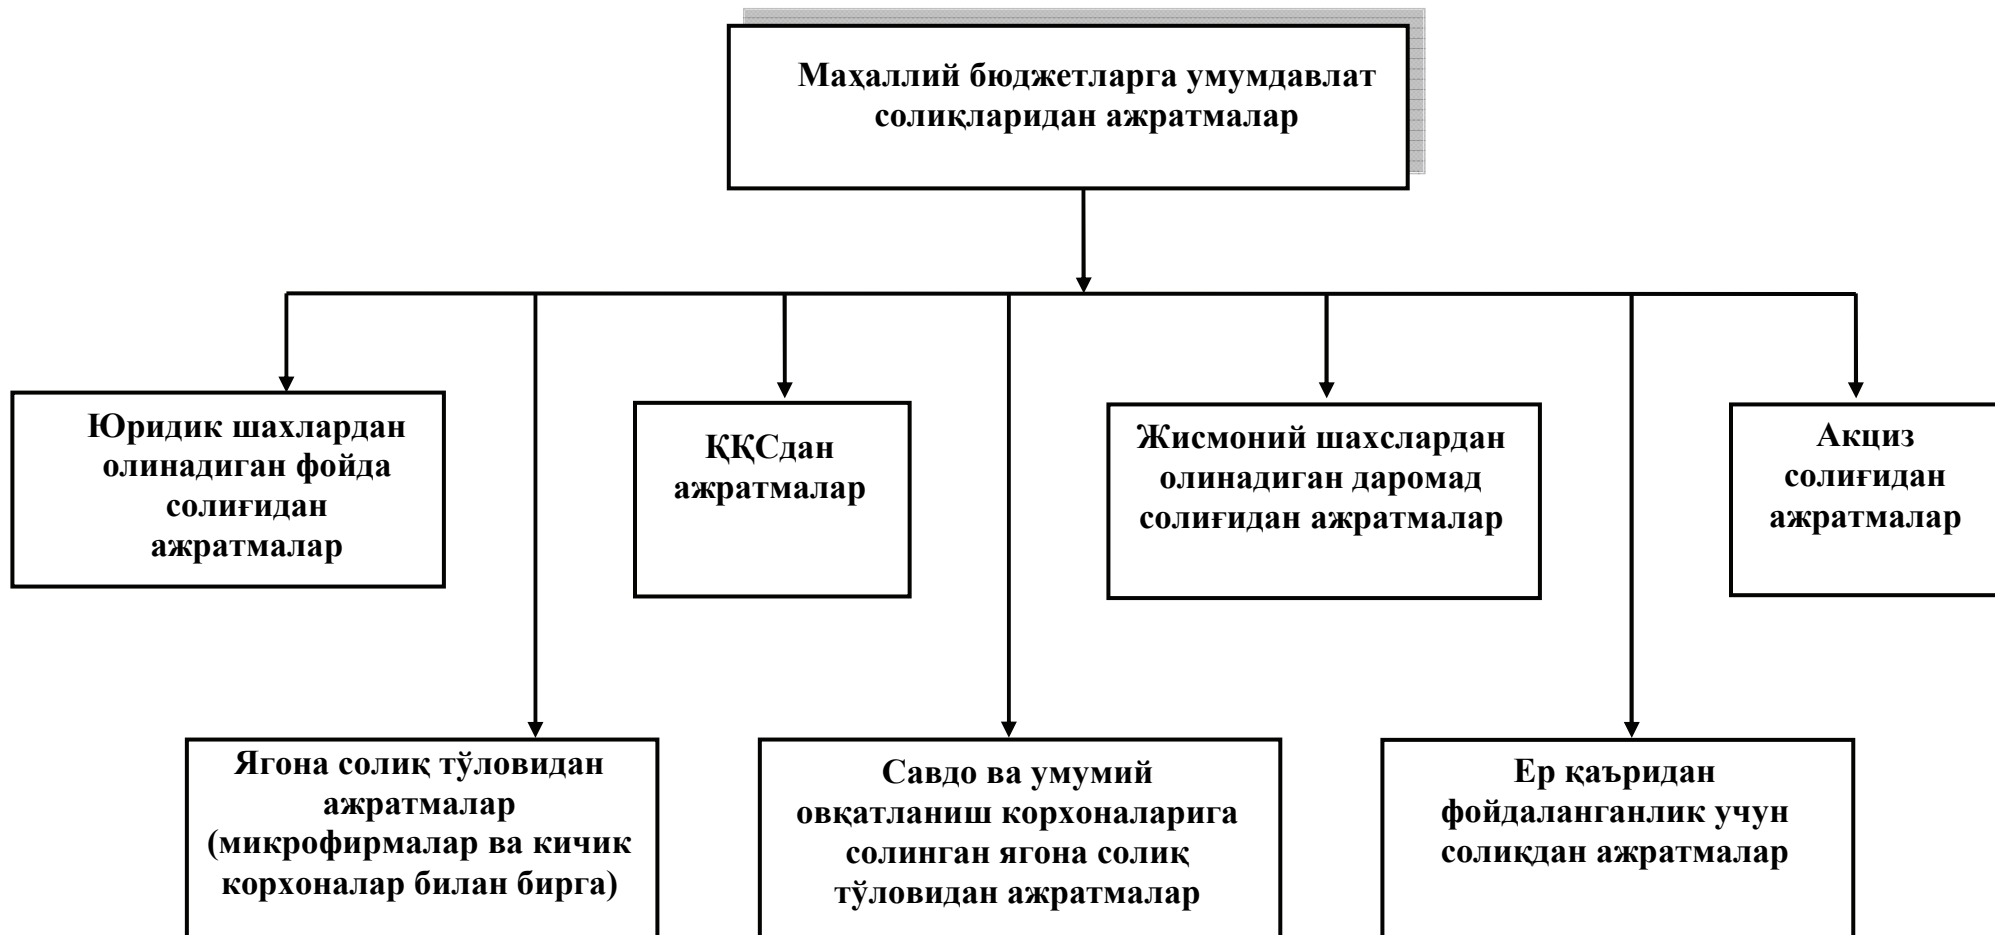 Маҳаллий бюджетларга умумдавлат
солиқларидан ажратмалар
Юридик шахлардан
олинадиган фойда
солиғидан
ажратмалар
ҚҚСдан
ажратмалар
Жисмоний шахслардан
олинадиган даромад
солиғидан ажратмалар
Акциз
солиғидан
ажратмалар
Ягона солиқ тўловидан
ажратмалар
(микрофирмалар ва кичик
корхоналар билан бирга)
Савдо ва умумий
овқатланиш корхоналарига
солинган ягона солиқ
тўловидан ажратмалар
Ер қаъридан
фойдаланганлик учун
солиқдан ажратмалар